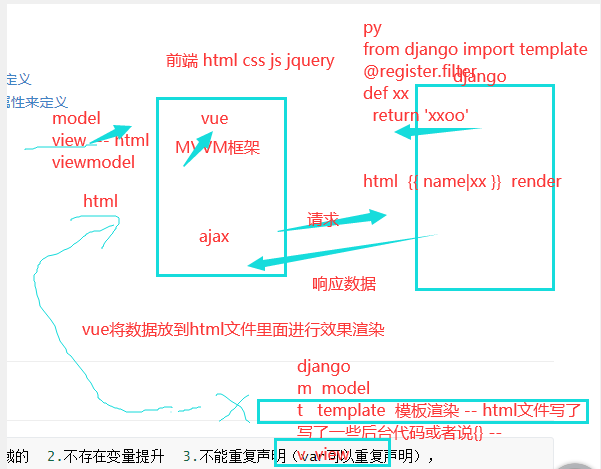 py
from django import template
@register.filter
def xx
return 'xxoo'
前端 html css js jquery
django
定义
属性来定义
model
view -- html
viewmodel
vue
MVVM框架
html {{ name|xx }} render
html
请求
ajax
响应数据
vue将数据放到html文件里面进行效果渲染
django
m model
t template 模板渲染 -- html文件写了
写了一些后台代码或者说{} --
v view
域的 2.不存在变量提升 3.不能重复声明（var可以重复声明），